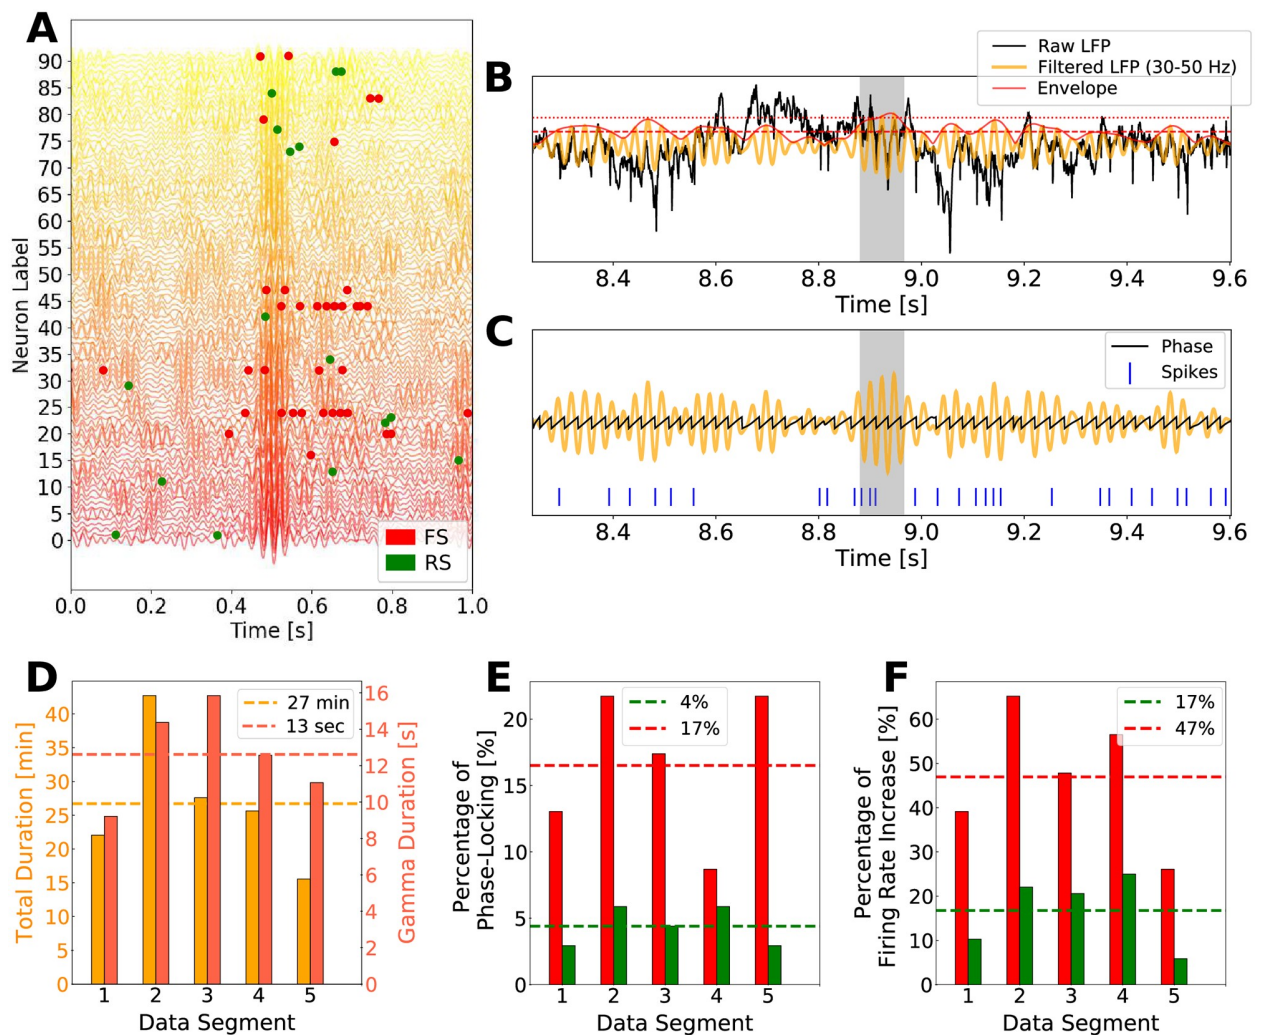 A
Neuron Label
90
85
80
75
70
65
60
55
50
45
40
35
30
25
20
15
10
5
0
FS
RS
0.0 0.2 0.4 0.6 0.8 1.0
Time [s]
B
Raw LFP
Filtered LFP (30-50 Hz)
Envelope
8.4 8.6 8.8 9.0 9.2 9.4 9.6
Time [s]
C
Phase
Spikes
8.4 8.6 8.8 9.0 9.2 9.4 9.6
Time [s]
D
Total Duration [min]
40
35
30
25
20
15
10
5
0
27 min
13 sec
16
14
12
10
8
6
4
2
0
Gamma Duration [s]
1 2 3 4 5
Data Segment
E
Percentage of
Phase-Locking [%]
20
15
10
5
0
4%
17%
1 2 3 4 5
Data Segment
F
Percentage of
Firing Rate Increase [%]
60
50
40
30
20
10
0
17%
47%
1 2 3 4 5
Data Segment